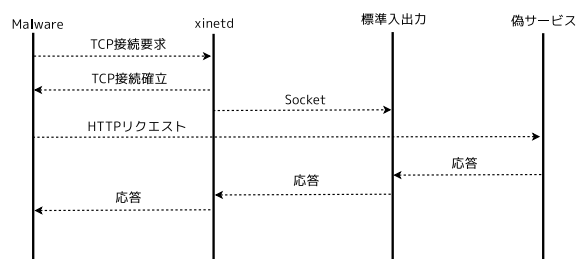 Malware
xinetd
標準入出力
偽サービス
TCP接続要求
TCP接続確立
Socket
HTTPリクエスト
応答
応答
応答